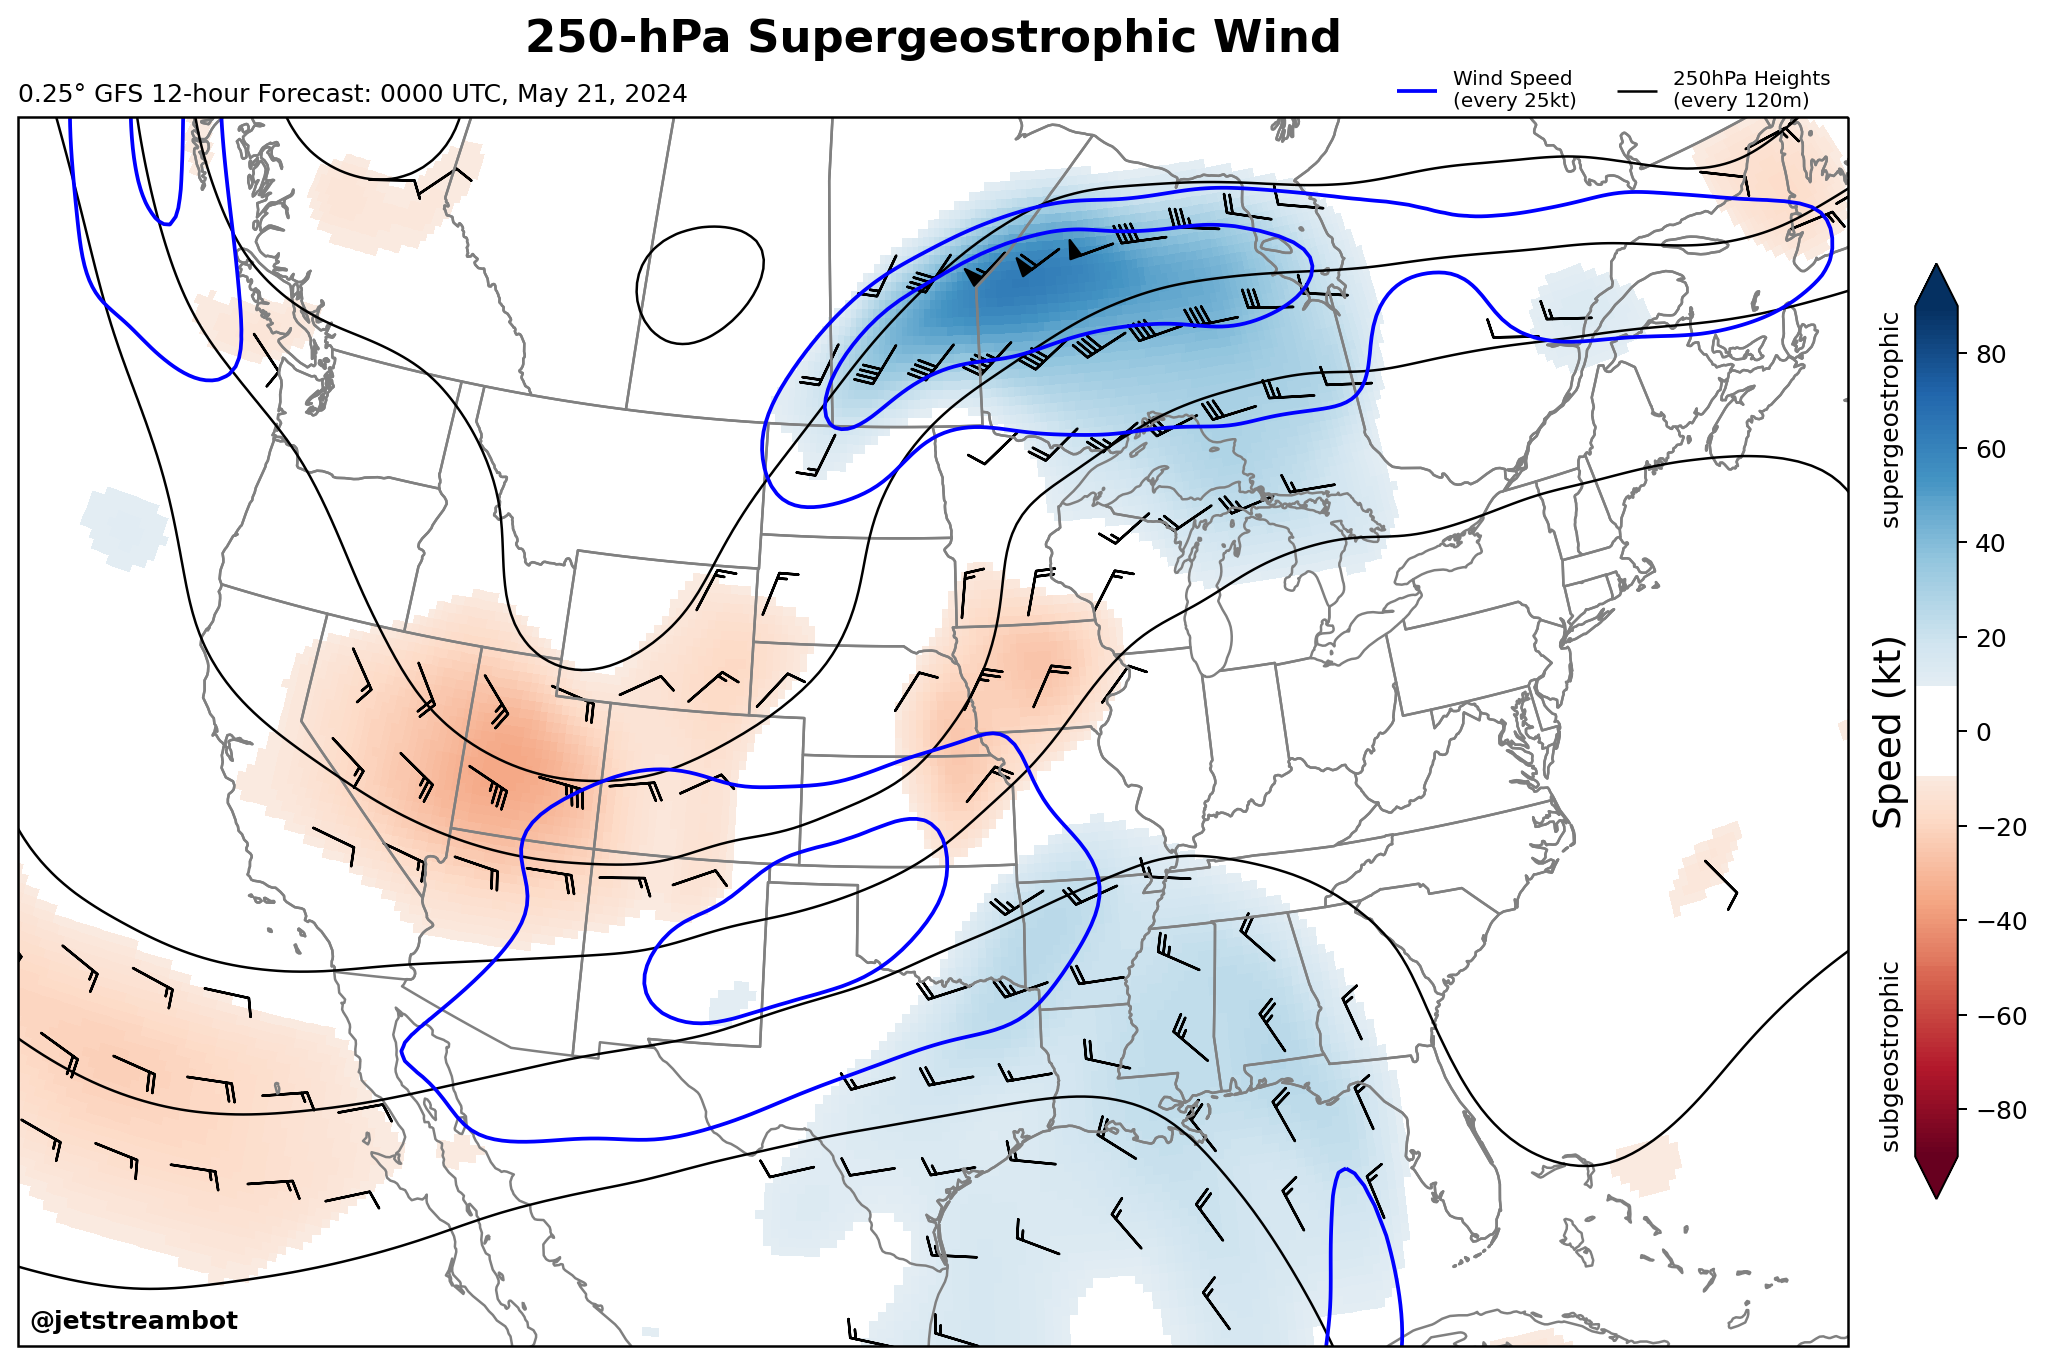 250-hPa Supergeostrophic Wind
0.25° GFS 12-hour Forecast: 0000 UTC, May 21, 2024
Wind Speed
(every 25kt)
250hPa Heights
(every 120m)
supergeostrophic
Speed (kt)
subgeostrophic
80
60
40
20
0
−20
−40
−60
−80
@jetstreambot